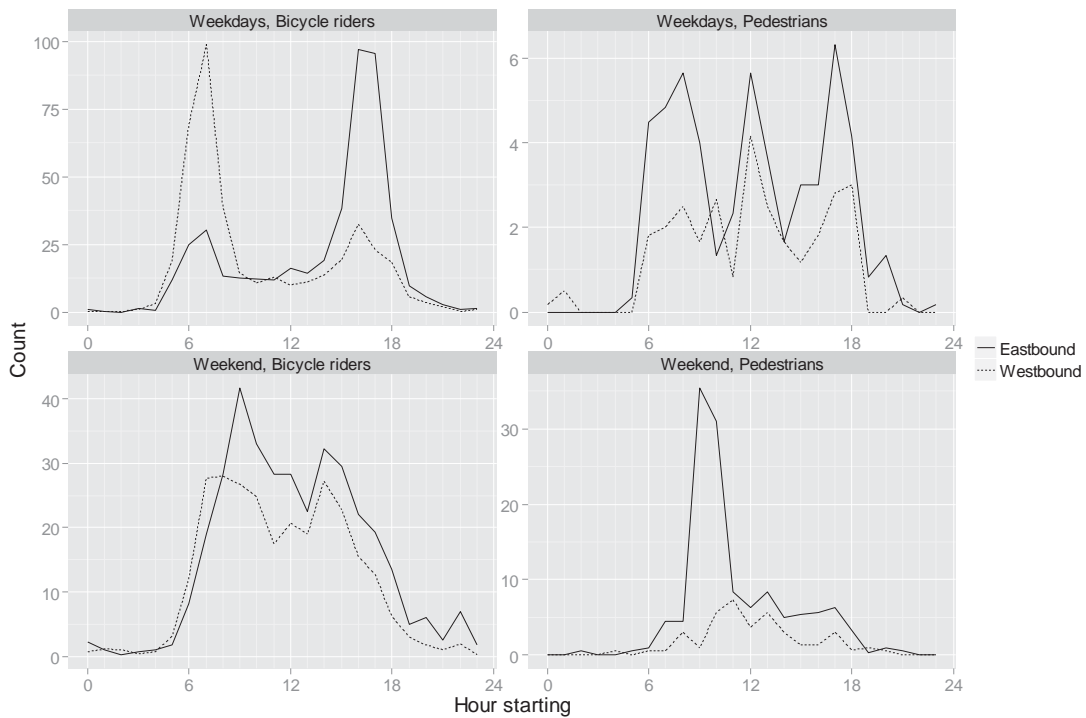 Weekdays, Bicycle riders
Weekdays, Pedestrians
100
75
50
25
0
6
4
2
0
0 6 12 18 24
0 6 12 18 24
Count
Weekend, Bicycle riders
Weekend, Pedestrians
40
30
20
10
0
30
20
10
0
0 6 12 18 24
0 6 12 18 24
Hour starting
Eastbound
Westbound